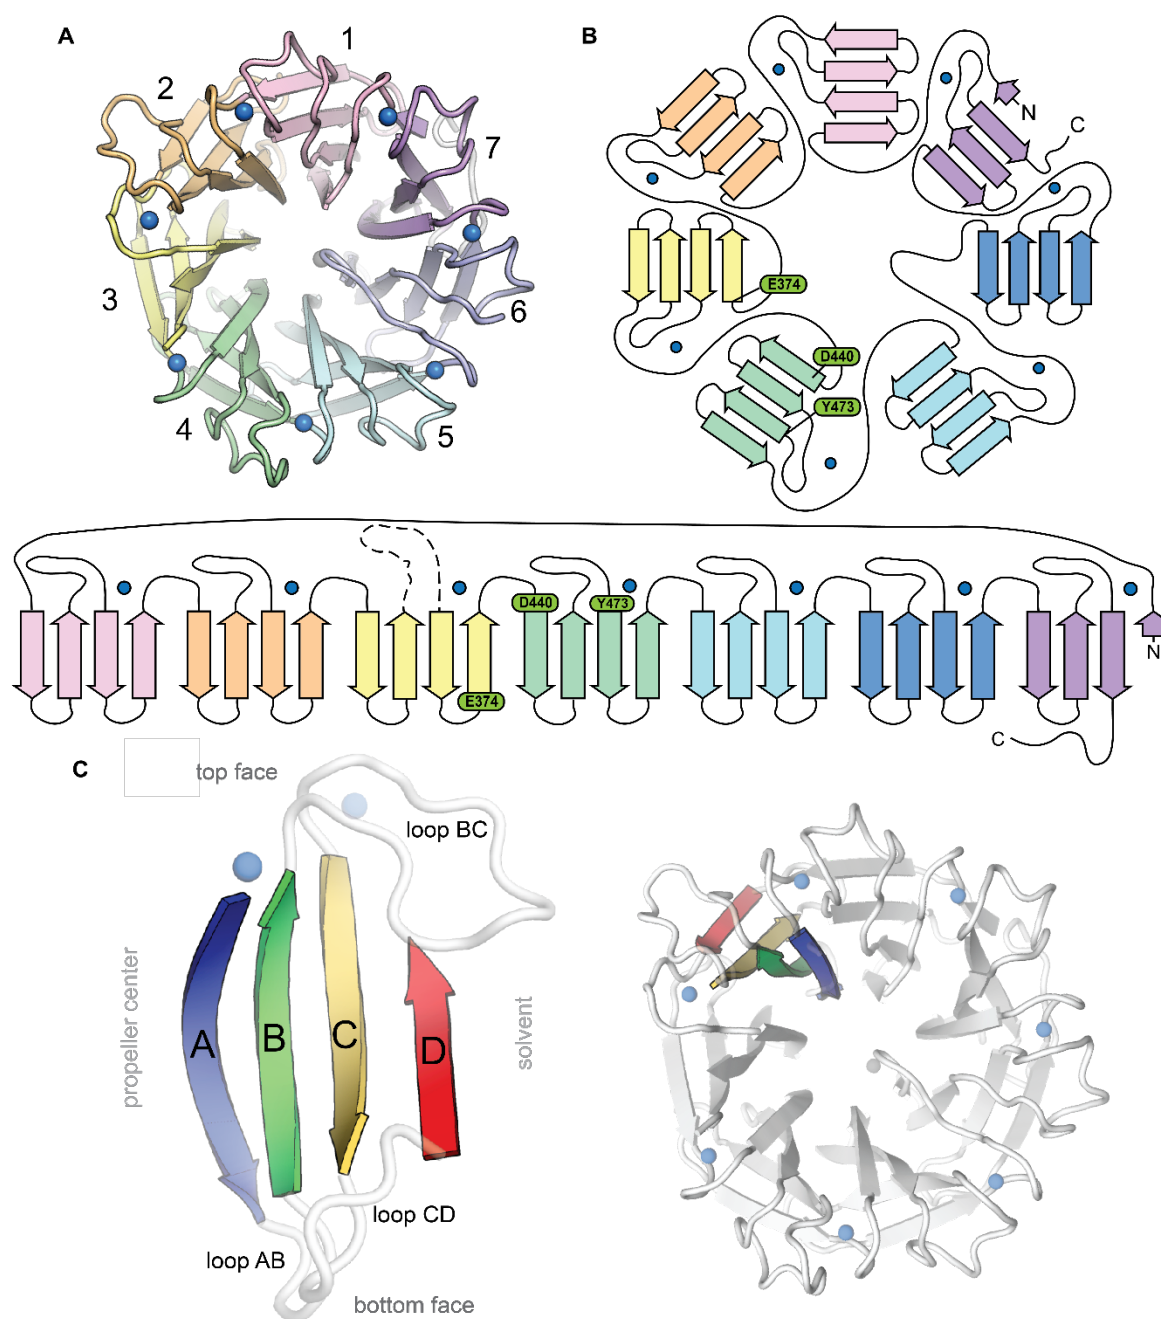 A
1
2
3
4
5
6
7
B
N
C
E374
D440
Y473
D440
Y473
E374
N
C
C
top face
loop BC
propeller center
A
B
C
D
solvent
loop CD
loop AB
bottom face